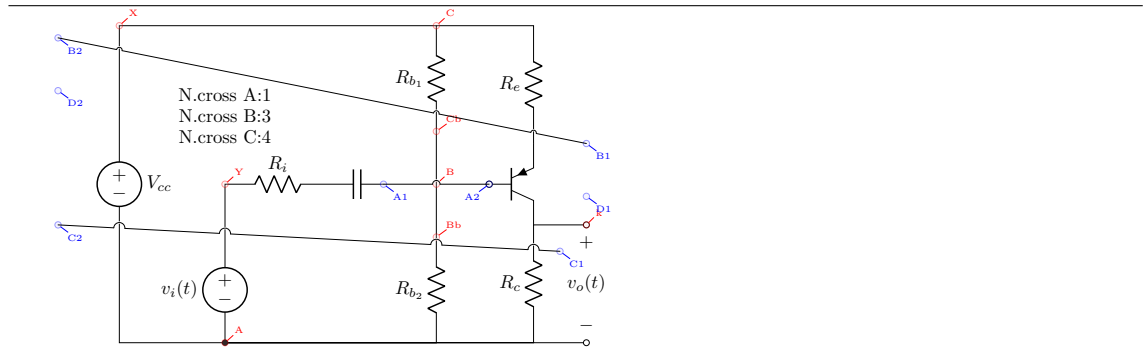 X
C
B2
R_{b_1}
R_e
D2
N.cross A:1
N.cross B:3
N.cross C:4
Cb
B1
R_i
Y
B
V_{cc}
+
−
A1
A2
D1
k
C2
Bb
+
C1
v_i(t)
+
−
R_{b_2}
R_c
v_o(t)
A
−